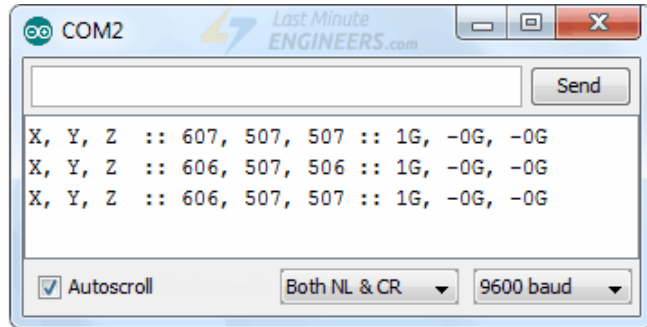 COM2
Last Minute
ENGINEERS.com
Send
X, Y, Z :: 607, 507, 507 :: 1G, -0G, -0G
X, Y, Z :: 606, 507, 506 :: 1G, -0G, -0G
X, Y, Z :: 606, 507, 507 :: 1G, -0G, -0G
Autoscroll
Both NL & CR
9600 baud